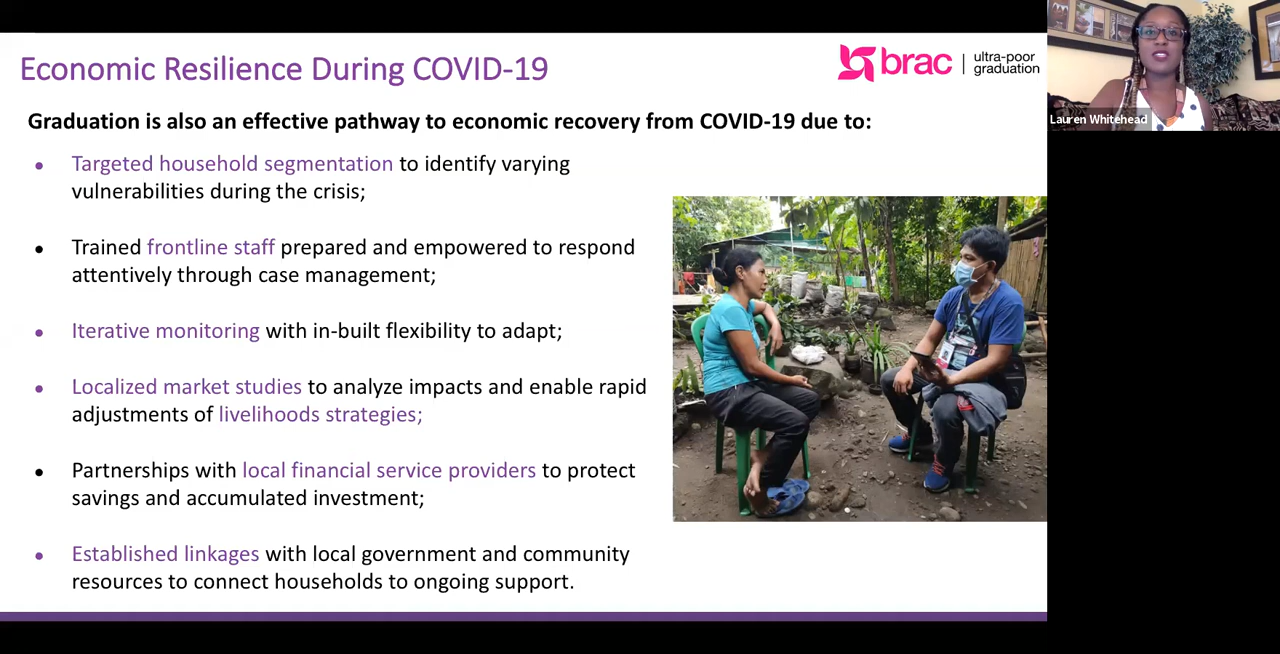 Economic Resilience During COVID-19
brac
ultra-poor
graduation
Lauren Whitehead
Graduation is also an effective pathway to economic recovery from COVID-19 due to:
• Targeted household segmentation to identify varying
vulnerabilities during the crisis;
• Trained frontline staff prepared and empowered to respond
attentively through case management;
• Iterative monitoring with in-built flexibility to adapt;
• Localized market studies to analyze impacts and enable rapid
adjustments of livelihoods strategies;
• Partnerships with local financial service providers to protect
savings and accumulated investment;
• Established linkages with local government and community
resources to connect households to ongoing support.